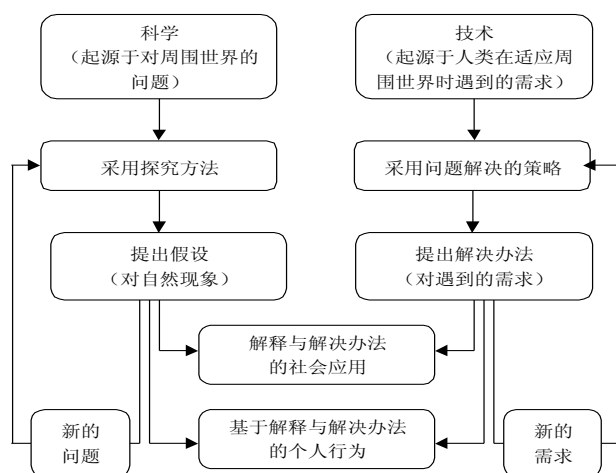 科学
（起源于对周围世界的
问题）
技术
（起源于人类在适应周
围世界时遇到的需求）
采用探究方法
采用问题解决的策略
提出假设
（对自然现象）
提出解决办法
（对遇到的需求）
解释与解决办法
的社会应用
新的
问题
基于解释与解决办法
的个人行为
新的
需求